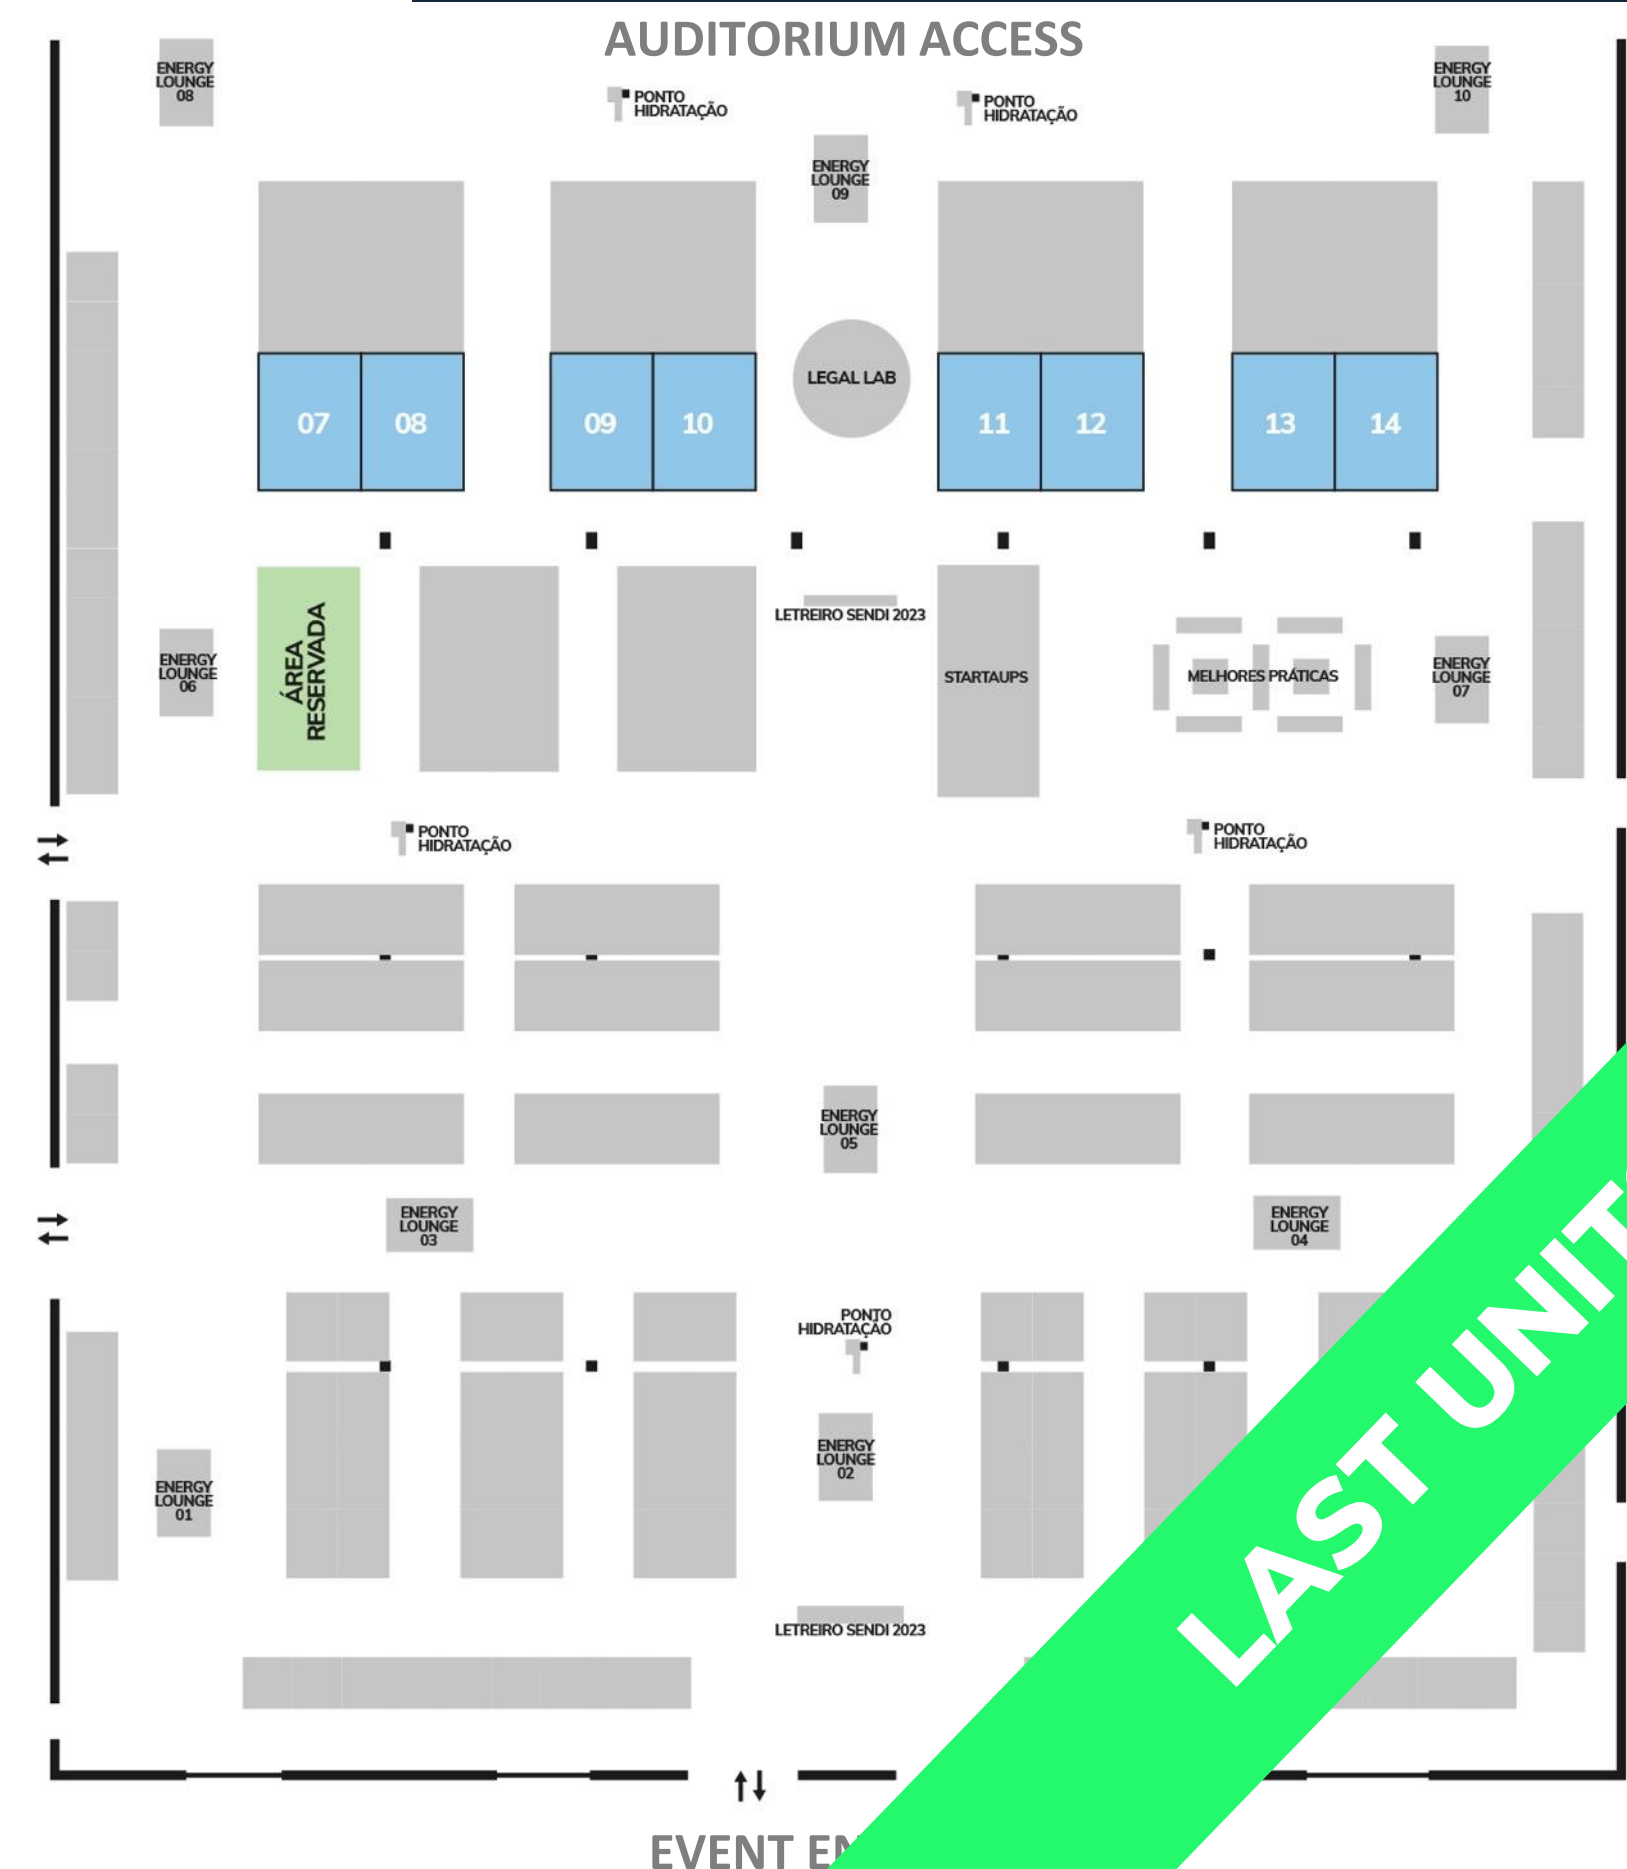 AUDITORIUM ACCESS
ENERGY
LOUNGE
08
PONTO
HIDRATAÇÃO
PONTO
HIDRATAÇÃO
ENERGY
LOUNGE
10
ENERGY
LOUNGE
09
LEGAL LAB
07
08
09
10
11
12
13
14
ÁREA
RESERVADA
LETREIRO SENDI 2023
ENERGY
LOUNGE
06
STARTAUPS
MELHORES PRÁTICAS
ENERGY
LOUNGE
07
PONTO
HIDRATAÇÃO
PONTO
HIDRATAÇÃO
ENERGY
LOUNGE
05
ENERGY
LOUNGE
03
ENERGY
LOUNGE
04
PONTO
HIDRATAÇÃO
ENERGY
LOUNGE
02
ENERGY
LOUNGE
01
LETREIRO SENDI 2023
LAST UNITS
EVENT